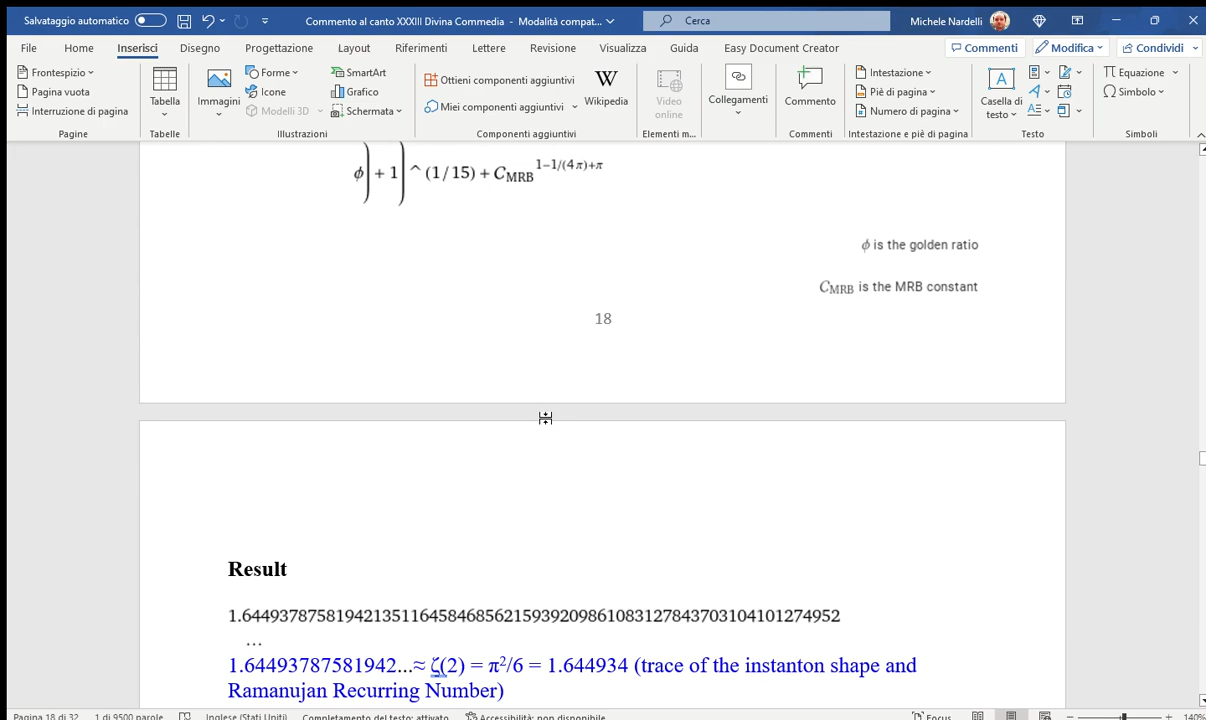 Salvataggio automatico
Commento al canto XXXIII Divina Commedia - Modalità compat...
Cerca
Michele Nardelli
File Home Inserisci Disegno Progettazione Layout Riferimenti Lettere Revisione Visualizza Guida Easy Document Creator
Commenti Modifica Condividi
Frontespizio
Pagina vuota
Interruzione di pagina
Pagine
Tabella
Tabelle
Immagini
Forme
Icone
Modelli 3D
SmartArt
Grafico
Schermata
Illustrazioni
Ottieni componenti aggiuntivi
Miei componenti aggiuntivi
Wikipedia
Componenti aggiuntivi
Video online
Elementi m...
Collegamenti
Commento
Commenti
Intestazione
Piè di pagina
Numero di pagina
Intestazione e piè di pagina
Casella di testo
Testo
Equazione
Simbolo
Simboli
ϕ) + 1) ^ (1/15) + C_MRB^(1−1/(4π)+π)
ϕ is the golden ratio
C_MRB is the MRB constant
18
Result
1.6449378758194213511645846856215939209861083127843703104101274952
...
1.64493787581942...≈ ζ(2) = π²/6 = 1.644934 (trace of the instanton shape and
Ramanujan Recurring Number)
Pagina 18 di 32 1 di 9500 parole Inglese (Stati Uniti) Completamento del testo: attivato Accessibilità: non disponibile Focus 140%